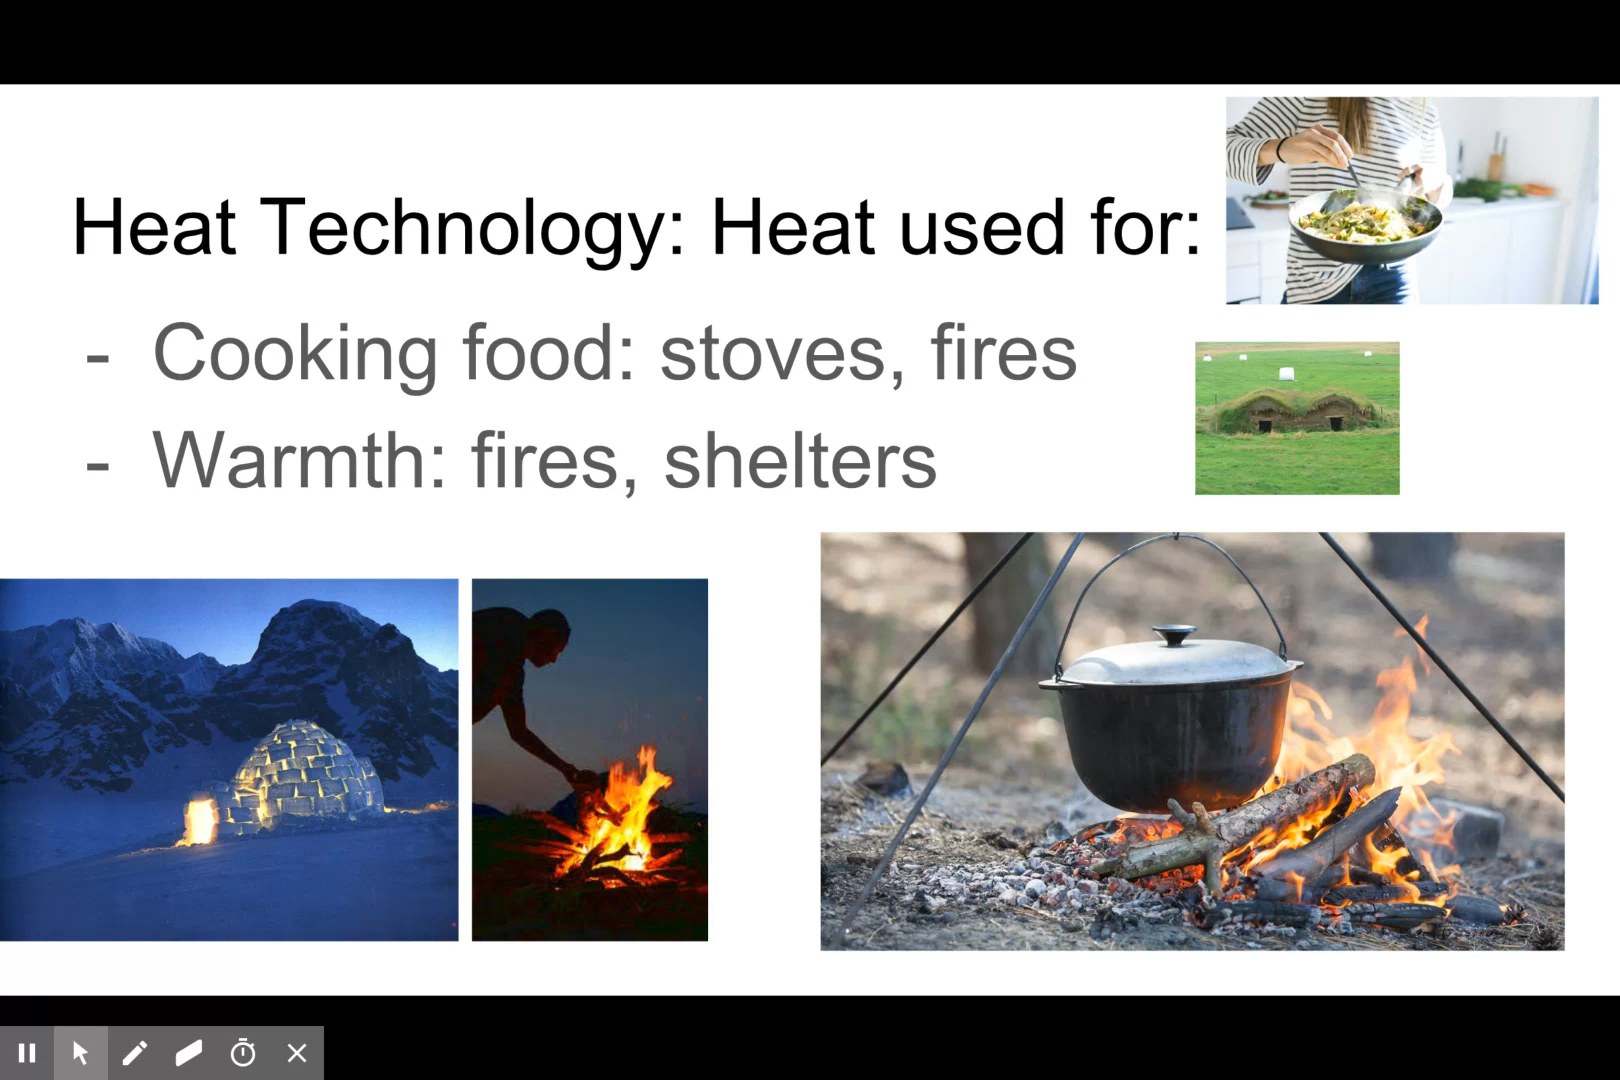 Heat Technology: Heat used for:
- Cooking food: stoves, fires
- Warmth: fires, shelters